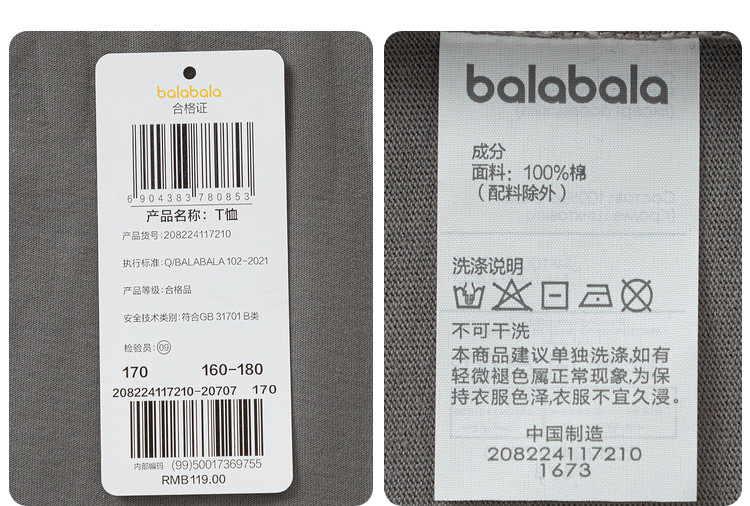 balabala
合格证
6 904383 780853
产品名称：T恤
产品货号:208224117210
执行标准:Q/BALABALA 102-2021
产品等级:合格品
安全技术类别:符合GB 31701 B类
检验员:09
170 160-180
208224117210-20707 170
内部编码 (99)50017369755
RMB119.00
balabala
成分
面料：100%棉
（配料除外）
洗涤说明
不可干洗
本商品建议单独洗涤,如有
轻微褪色属正常现象,为保
持衣服色泽,衣服不宜久浸。
中国制造
208224117210
1673